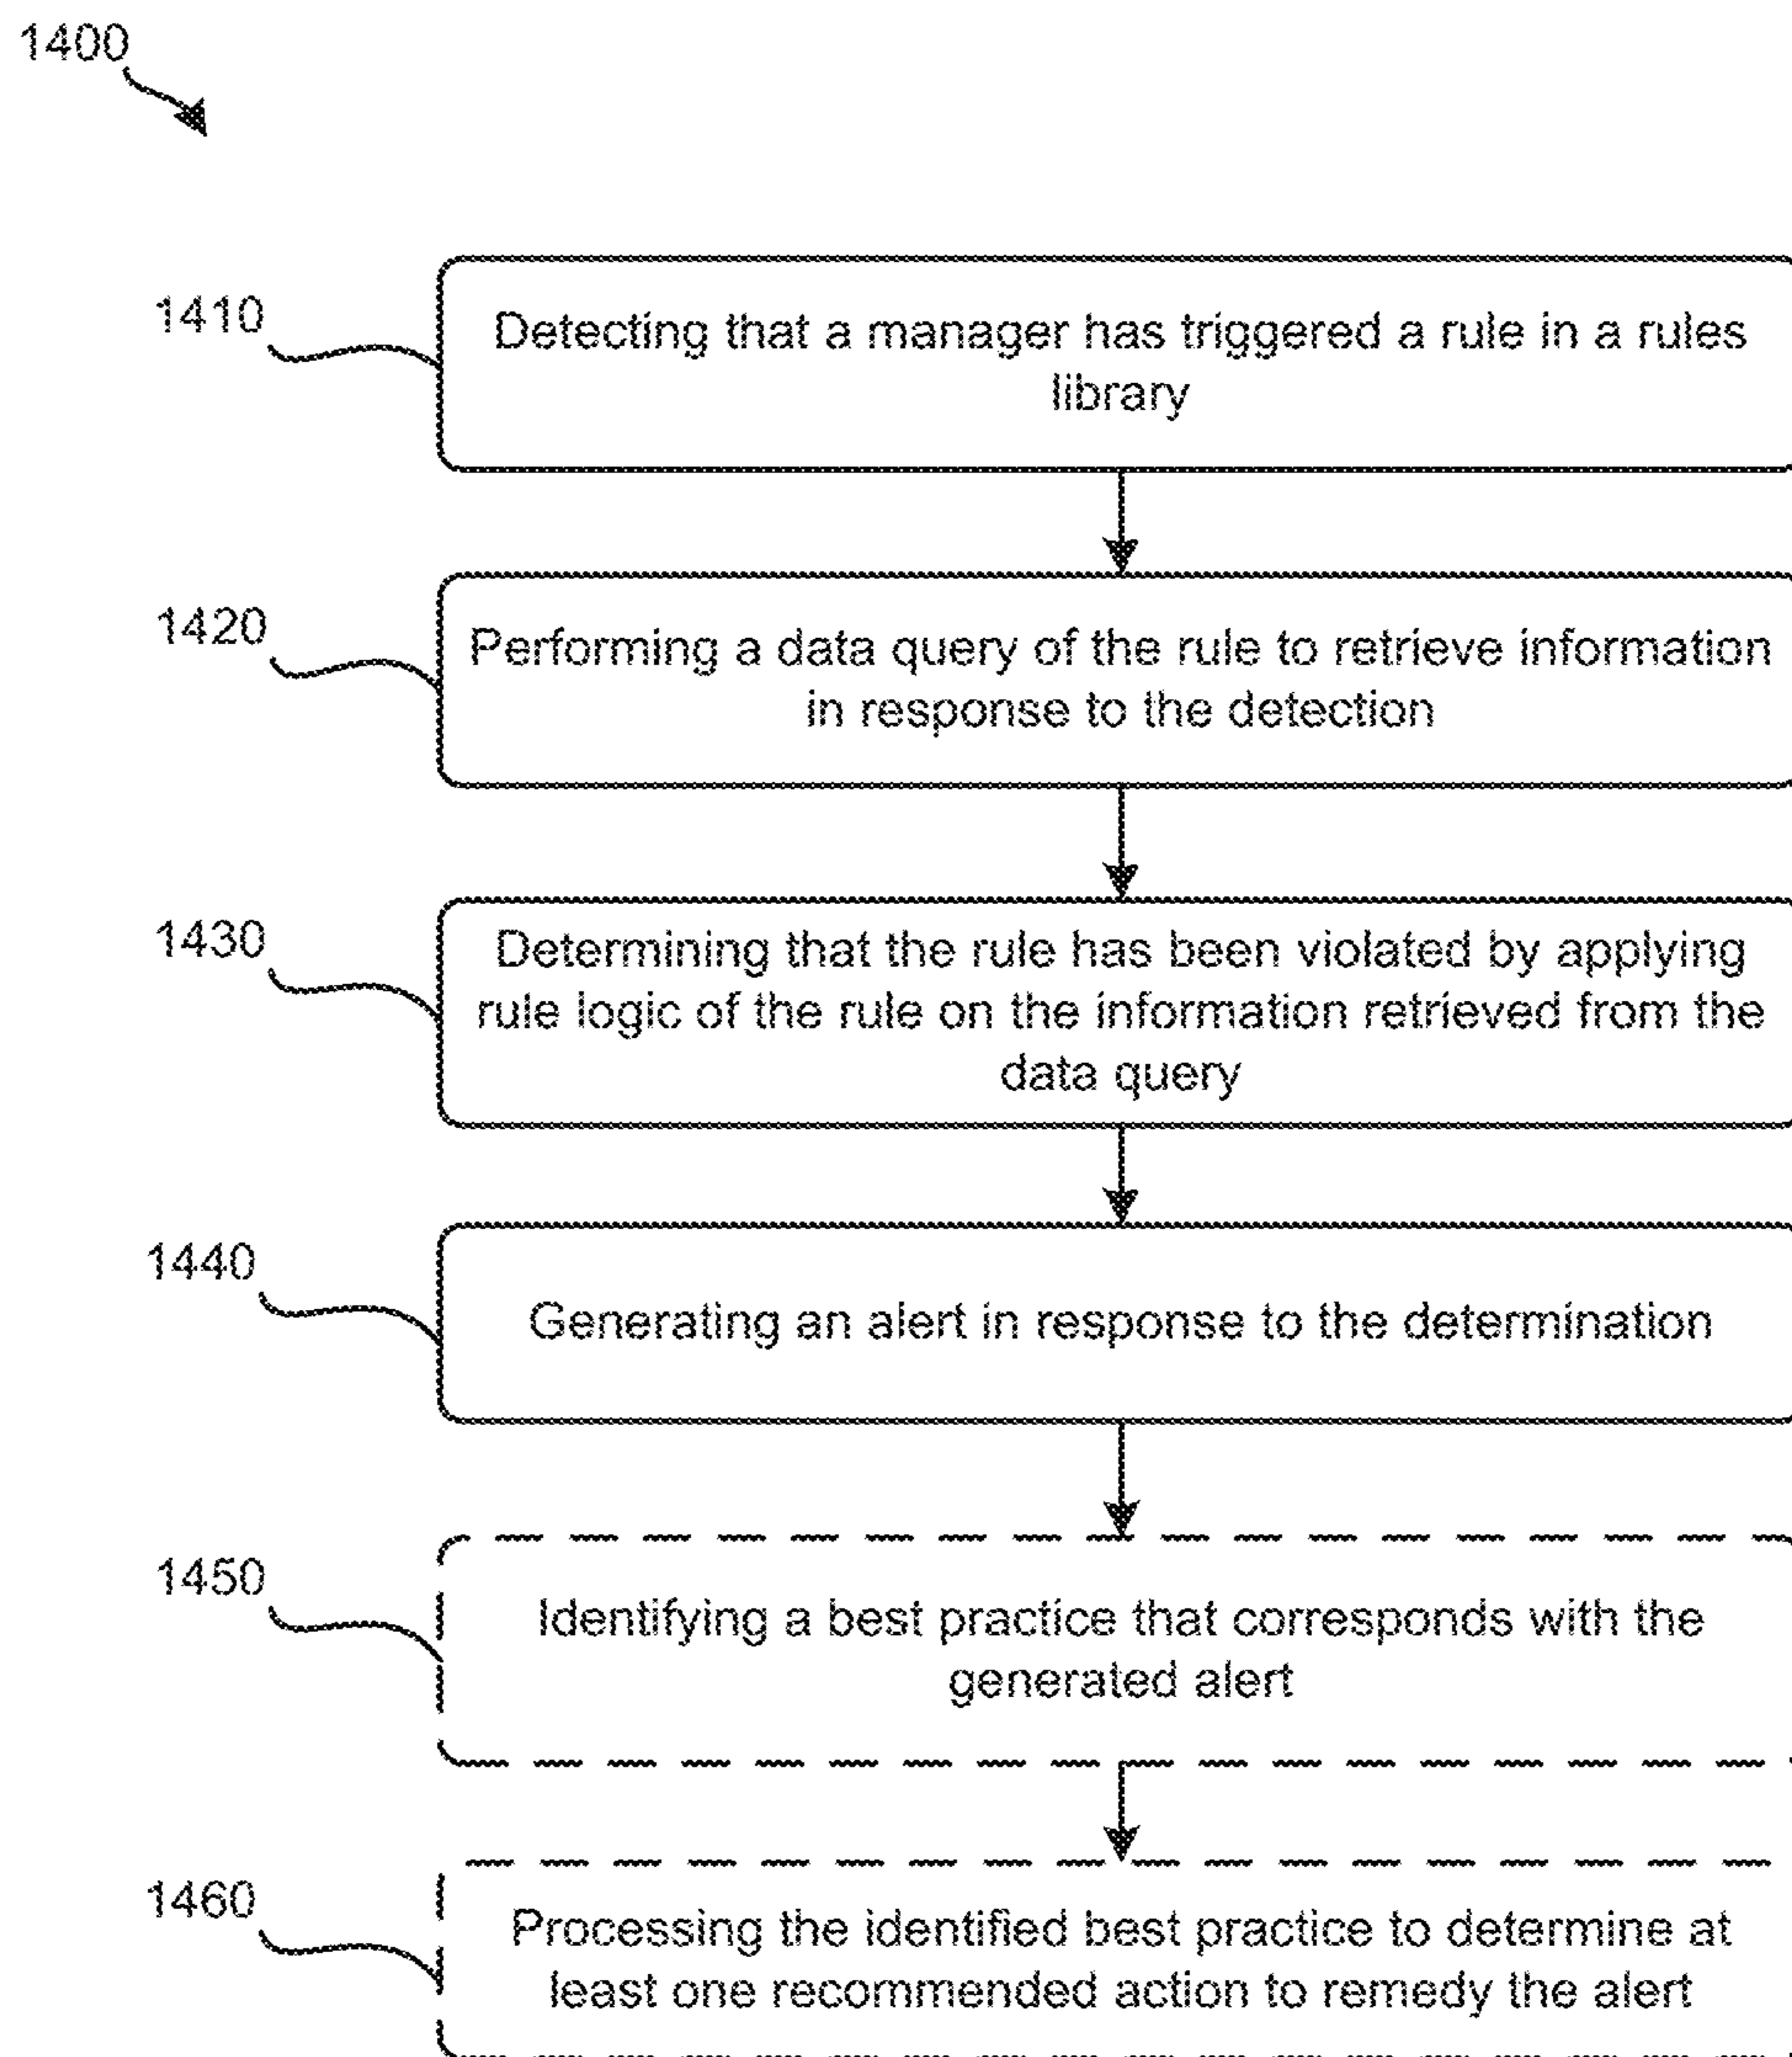 1400
1410
Detecting that a manager has triggered a rule in a rules
library
1420
Performing a data query of the rule to retrieve information
in response to the detection
1430
Determining that the rule has been violated by applying
rule logic of the rule on the information retrieved from the
data query
1440
Generating an alert in response to the determination
1450
Identifying a best practice that corresponds with the
generated alert
1460
Processing the identified best practice to determine at
least one recommended action to remedy the alert